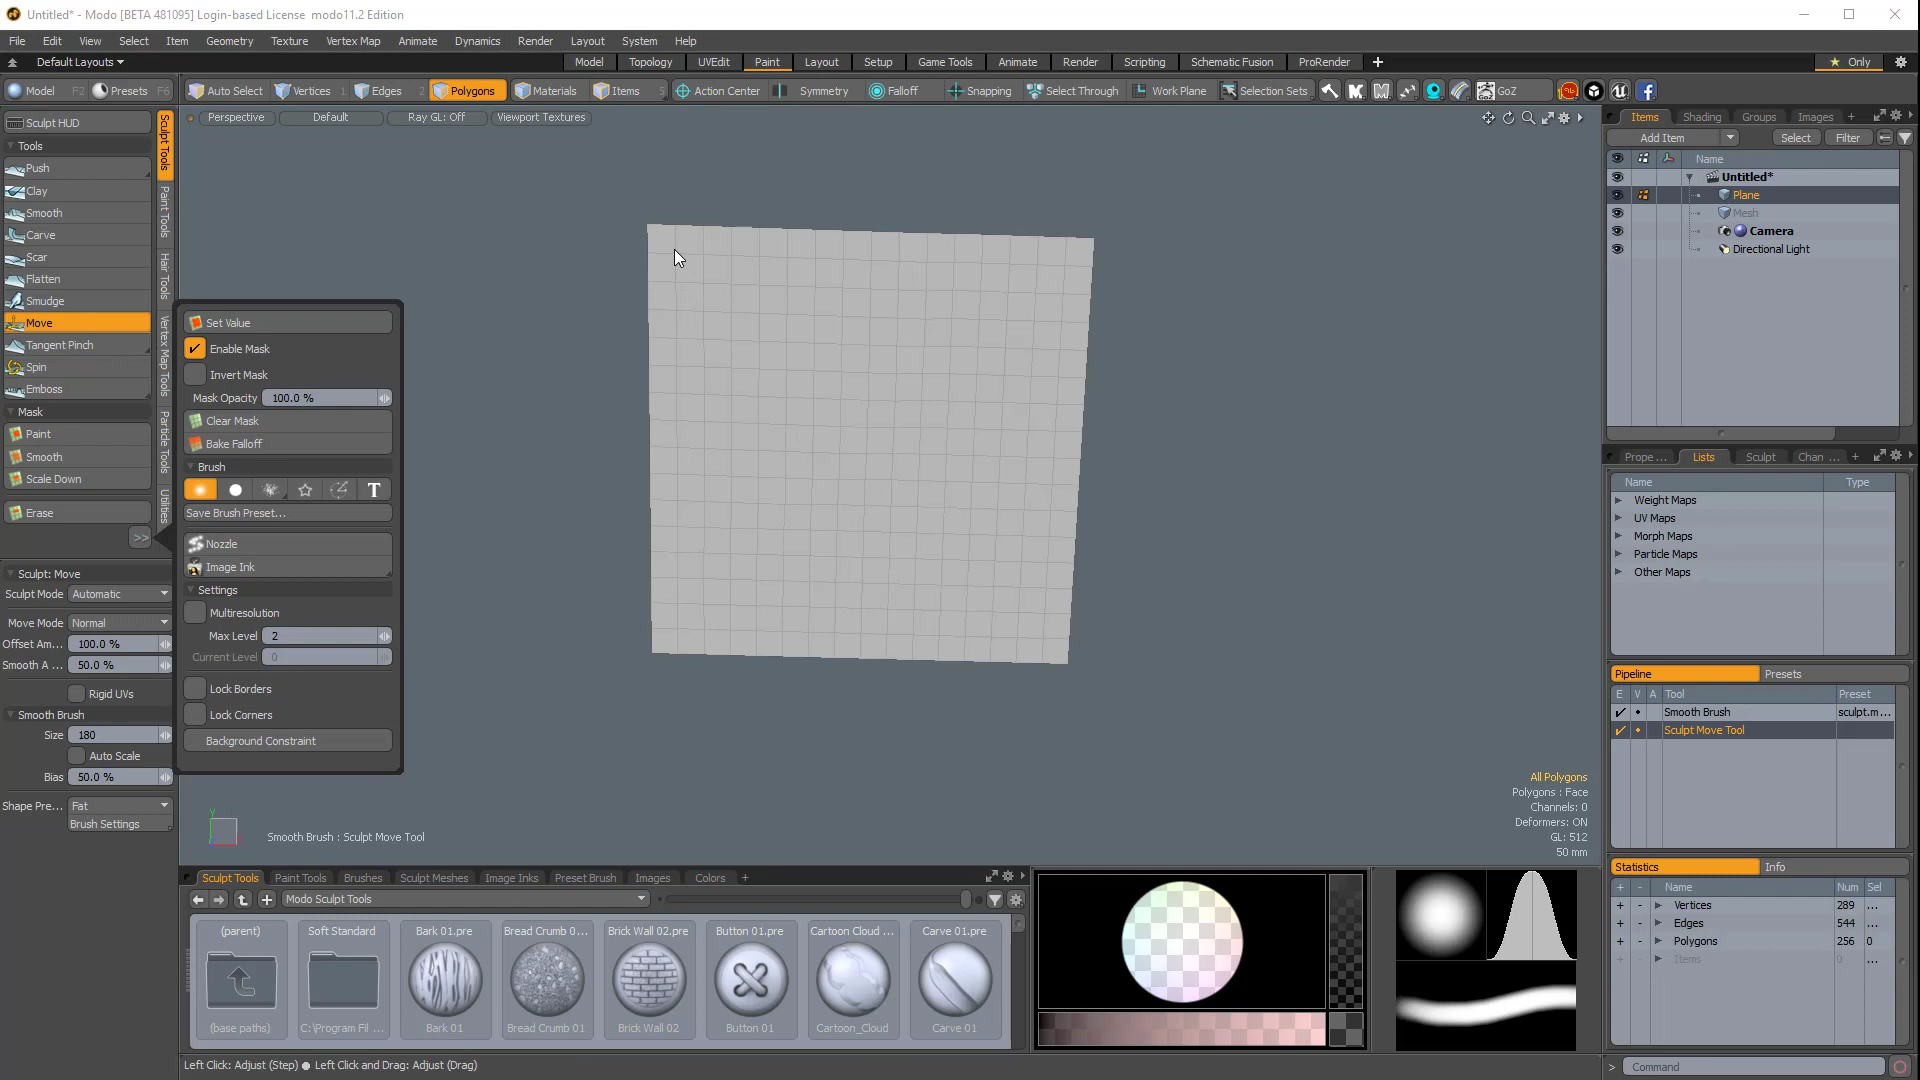 Untitled* - Modo [BETA 481095] Login-based License modo11.2 Edition
File Edit View Select Item Geometry Texture Vertex Map Animate Dynamics Render Layout System Help
Default Layouts Model Topology UVEdit Paint Layout Setup Game Tools Animate Render Scripting Schematic Fusion ProRender + Only
Model F2 Presets F6 Auto Select Vertices 1 Edges 2 Polygons Materials Items 5 Action Center Symmetry Falloff Snapping Select Through Work Plane Selection Sets GoZ
Perspective Default Ray GL: Off Viewport Textures
Sculpt HUD
Tools
Push
Clay
Smooth
Carve
Scar
Flatten
Smudge
Move
Tangent Pinch
Spin
Emboss
Mask
Paint
Smooth
Scale Down
Erase
>>
Sculpt Tools
Paint Tools
Hair Tools
Vertex Map Tools
Particle Tools
Utilities
Sculpt: Move
Sculpt Mode Automatic
Move Mode Normal
Offset Am... 100.0 %
Smooth A ... 50.0 %
Rigid UVs
Smooth Brush
Size 180
Auto Scale
Bias 50.0 %
Shape Pre... Fat
Brush Settings
Set Value
Enable Mask
Invert Mask
Mask Opacity 100.0 %
Clear Mask
Bake Falloff
Brush
T
Save Brush Preset...
Nozzle
Image Ink
Settings
Multiresolution
Max Level 2
Current Level 0
Lock Borders
Lock Corners
Background Constraint
Y
Smooth Brush : Sculpt Move Tool
All Polygons
Polygons : Face
Channels: 0
Deformers: ON
GL: 512
50 mm
Items Shading Groups Images +
Add Item Select Filter
Name
Untitled*
Plane
Mesh
Camera
Directional Light
Prope ... Lists Sculpt Chan ... +
Name Type
Weight Maps
UV Maps
Morph Maps
Particle Maps
Other Maps
Pipeline Presets
E V A Tool Preset
Smooth Brush sculpt.m...
Sculpt Move Tool
Statistics Info
+ - Name Num Sel
+ - Vertices 289 ...
+ - Edges 544 ...
+ - Polygons 256 0
+ - Items 0 ...
Sculpt Tools Paint Tools Brushes Sculpt Meshes Image Inks Preset Brush Images Colors +
Modo Sculpt Tools
(parent) Soft Standard Bark 01.pre Bread Crumb 0... Brick Wall 02.pre Button 01.pre Cartoon Cloud ... Carve 01.pre
(base paths) C:\Program Fil ... Bark 01 Bread Crumb 01 Brick Wall 02 Button 01 Cartoon_Cloud Carve 01
Left Click: Adjust (Step) ● Left Click and Drag: Adjust (Drag)
> Command